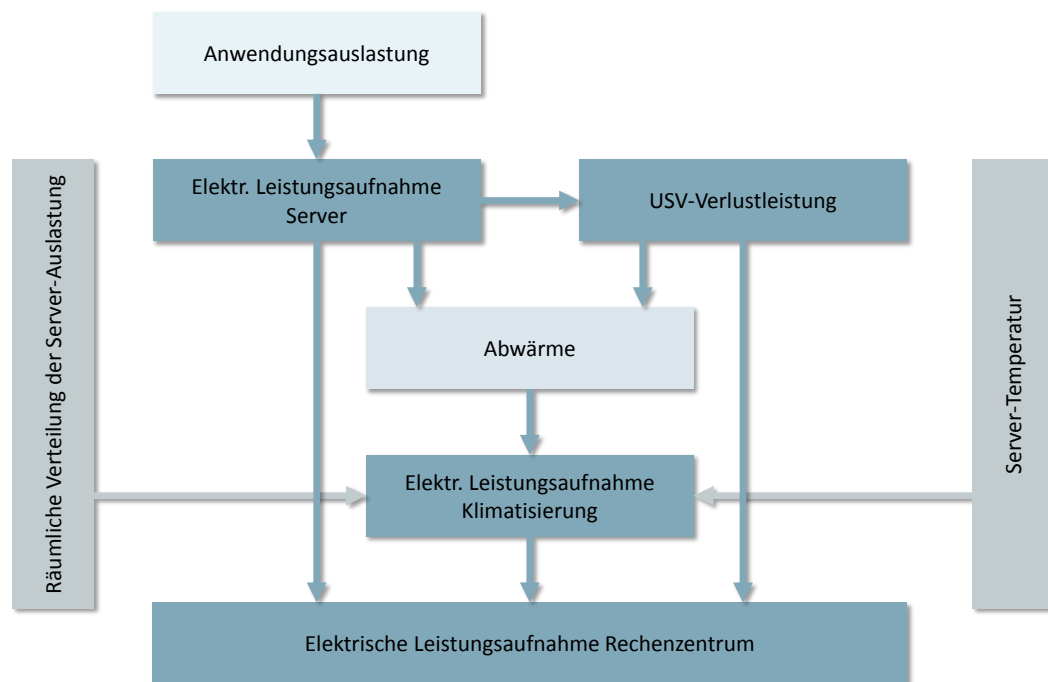 Anwendungsauslastung
Elektr. Leistungsaufnahme
Server
USV-Verlustleistung
Räumliche Verteilung der Server-Auslastung
Server-Temperatur
Abwärme
Elektr. Leistungsaufnahme
Klimatisierung
Elektrische Leistungsaufnahme Rechenzentrum